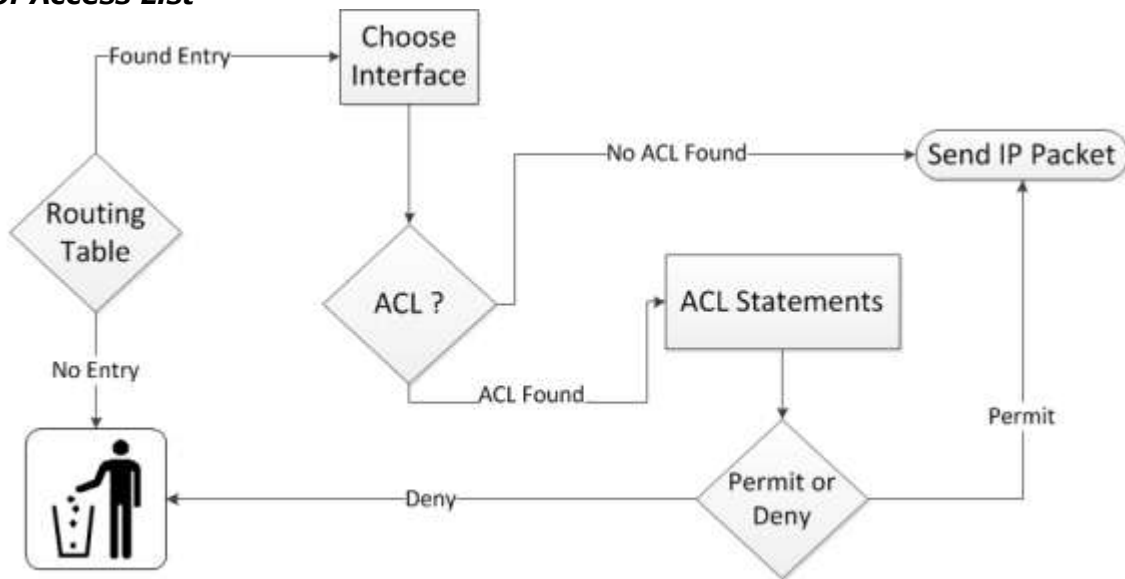 Access List
Found Entry
Choose
Interface
No ACL Found
Send IP Packet
Routing
Table
ACL ?
ACL Statements
No Entry
ACL Found
Permit
Permit or
Deny
Deny